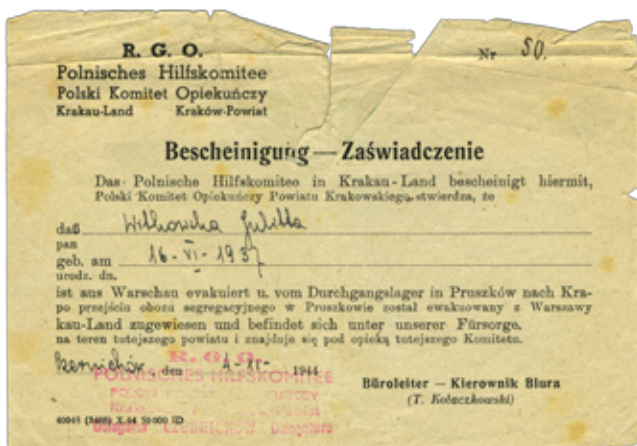 R. G. O.
Polnisches Hilfskomitee
Polski Komitet Opiekuńczy
Krakau-Land Kraków-Powiat
Nr 50.
Bescheinigung — Zaświadczenie
Das Polnische Hilfskomitee in Krakau-Land bescheinigt hiermit,
Polski Komitet Opiekuńczy Powiatu Krakowskiego stwierdza, że
daß Witkowska Julitta
pan
geb. am 16-VI-1937
urodz. dn.
ist aus Warschau evakuiert u. vom Durchgangslager in Pruszków nach Kra-
po przejściu obozu segregacyjnego w Pruszkowie został ewakuowany z Warszawy
kau-Land zugewiesen und befindet sich unter unserer Fürsorge.
na teren tutejszego powiatu i znajduje się pod opieką tutejszego Komitetu.
den 4-XI- 1944
R. G. O.
POLNISCHES HILFSKOMITEE
Büroleiter — Kierownik Biura
(T. Kołaczkowski)